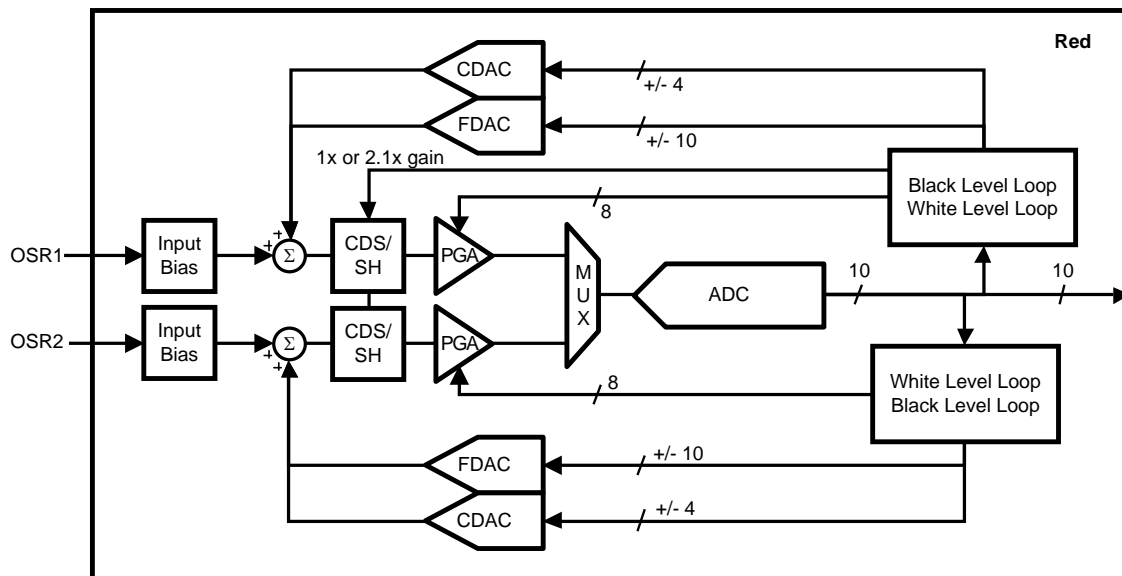 Red
CDAC
+/- 4
FDAC
+/- 10
1x or 2.1x gain
Black Level Loop
White Level Loop
8
OSR1
Input
Bias
+
+
Σ
CDS/
SH
PGA
MUX
ADC
10
10
OSR2
Input
Bias
+
+
Σ
CDS/
SH
PGA
8
White Level Loop
Black Level Loop
FDAC
+/- 10
CDAC
+/- 4